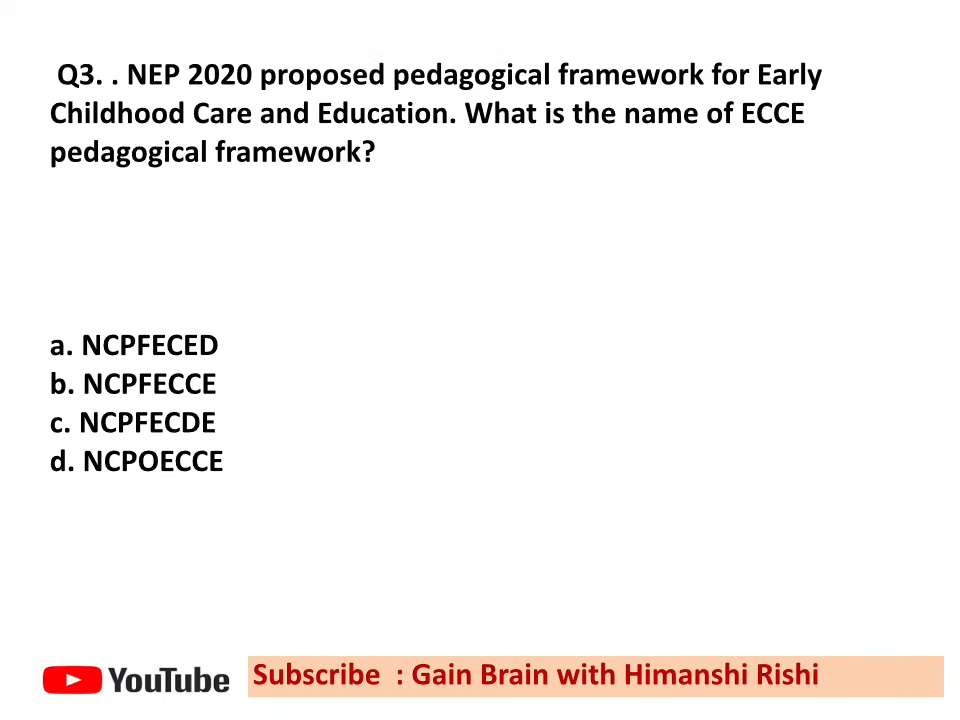 Q3. . NEP 2020 proposed pedagogical framework for Early
Childhood Care and Education. What is the name of ECCE
pedagogical framework?
a. NCPFECED
b. NCPFECCE
c. NCPFECDE
d. NCPOECCE
YouTube
Subscribe : Gain Brain with Himanshi Rishi